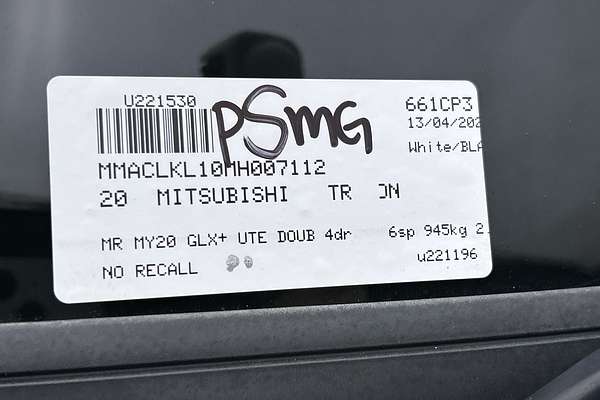 U221530
PSMG
661CP3
13/04/202
White/BLA
MMACLKL10MH007112
20 MITSUBISHI TR ON
MR MY20 GLX+ UTE DOUB 4dr 6sp 945kg 2.
NO RECALL u221196